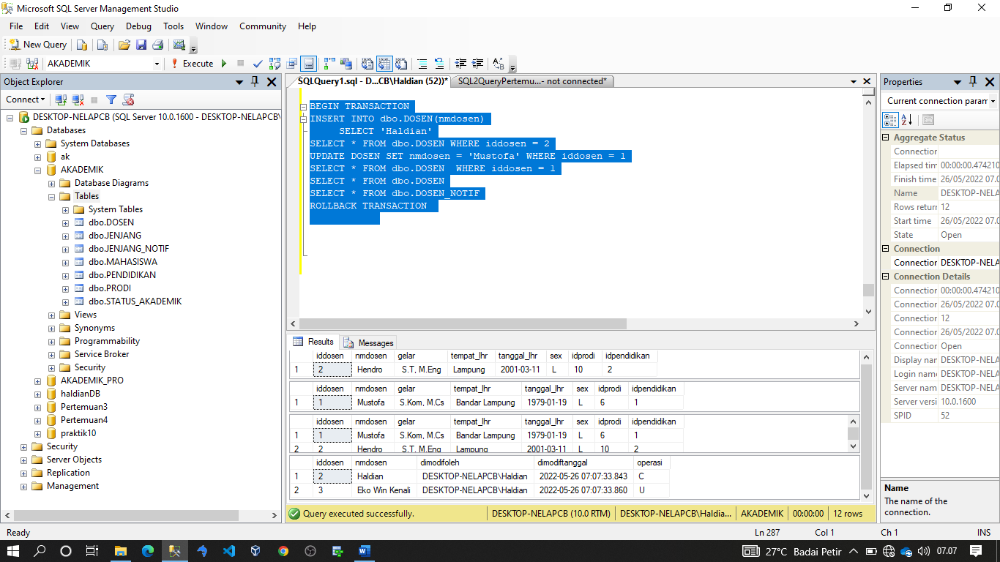 Microsoft SQL Server Management Studio
File Edit View Query Debug Tools Window Community Help
New Query
AKADEMIK Execute
Object Explorer
Connect
DESKTOP-NELAPCB (SQL Server 10.0.1600 - DESKTOP-NELAPCB\
Databases
System Databases
ak
AKADEMIK
Database Diagrams
Tables
System Tables
dbo.DOSEN
dbo.JENJANG
dbo.JENJANG_NOTIF
dbo.MAHASISWA
dbo.PENDIDIKAN
dbo.PRODI
dbo.STATUS_AKADEMIK
Views
Synonyms
Programmability
Service Broker
Security
AKADEMIK_PRO
haldianDB
Pertemuan3
Pertemuan4
praktik10
Security
Server Objects
Replication
Management
SQLQuery1.sql - D...CB\Haldian (52))* SQL2QueryPertemu...- not connected*
BEGIN TRANSACTION
INSERT INTO dbo.DOSEN(nmdosen)
SELECT 'Haldian'
SELECT * FROM dbo.DOSEN WHERE iddosen = 2
UPDATE DOSEN SET nmdosen = 'Mustofa' WHERE iddosen = 1
SELECT * FROM dbo.DOSEN  WHERE iddosen = 1
SELECT * FROM dbo.DOSEN
SELECT * FROM dbo.DOSEN_NOTIF
ROLLBACK TRANSACTION
Results Messages
iddosen nmdosen gelar tempat_lhr tanggal_lhr sex idprodi idpendidikan
1 2 Hendro S.T, M.Eng Lampung 2001-03-11 L 10 2
iddosen nmdosen gelar tempat_lhr tanggal_lhr sex idprodi idpendidikan
1 1 Mustofa S.Kom, M.Cs Bandar Lampung 1979-01-19 L 6 1
iddosen nmdosen gelar tempat_lhr tanggal_lhr sex idprodi idpendidikan
1 1 Mustofa S.Kom, M.Cs Bandar Lampung 1979-01-19 L 6 1
2 2 Hendro S.T, M.Eng Lampung 2001-03-11 L 10 2
iddosen nmdosen dimodifoleh dimodiftanggal operasi
1 2 Haldian DESKTOP-NELAPCB\Haldian 2022-05-26 07:07:33.843 C
2 3 Eko Win Kenali DESKTOP-NELAPCB\Haldian 2022-05-26 07:07:33.860 U
Query executed successfully. DESKTOP-NELAPCB (10.0 RTM) DESKTOP-NELAPCB\Haldia... AKADEMIK 00:00:00 12 rows
Properties
Current connection param
Aggregate Status
Connection
Elapsed tim 00:00:00.474210
Finish time 26/05/2022 07.0
Name DESKTOP-NELA
Rows returr 12
Start time 26/05/2022 07.0
State Open
Connection
Connection DESKTOP-NELA
Connection Details
Connection 00:00:00.474210
Connection 26/05/2022 07.0
Connection 12
Connection 26/05/2022 07.0
Connection Open
Display nan DESKTOP-NELA
Login name DESKTOP-NELA
Server nam DESKTOP-NELA
Server versi 10.0.1600
SPID 52
Name
The name of the
connection.
Ready Ln 287 Col 1 Ch 1 INS
27°C Badai Petir 07.07